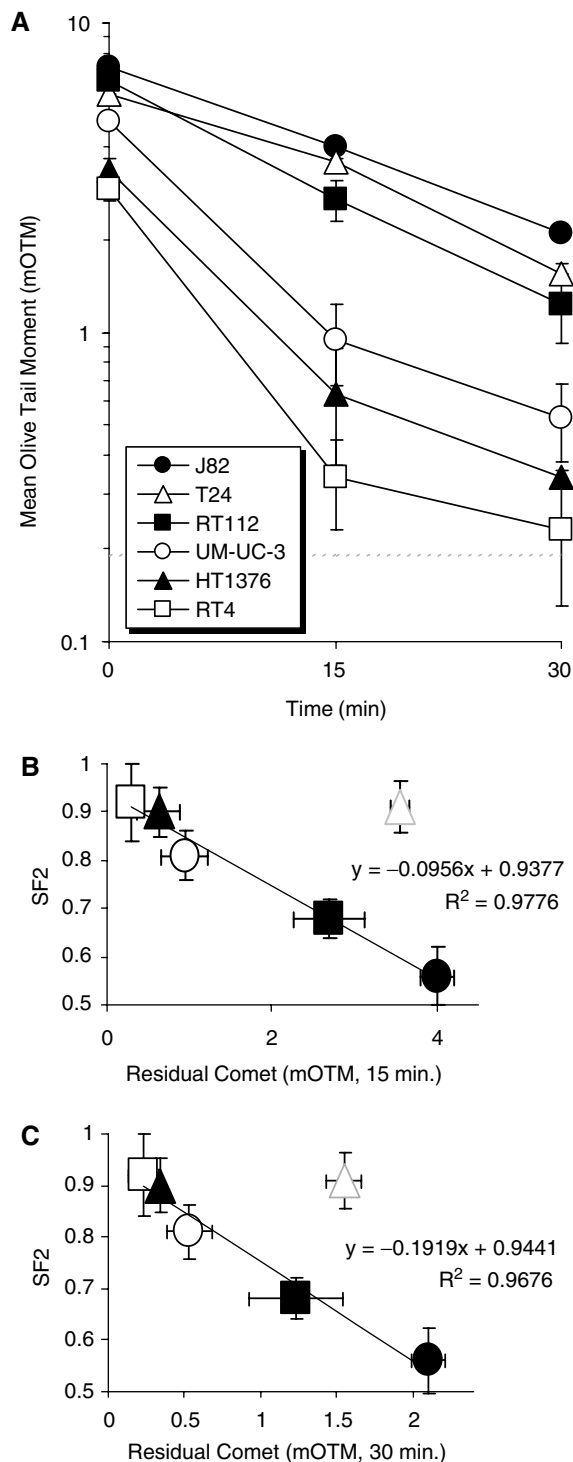 A
10
1
0.1
Mean Olive Tail Moment (mOTM)
J82
T24
RT112
UM-UC-3
HT1376
RT4
0 15 30
Time (min)
B
1
0.9
0.8
0.7
0.6
0.5
SF2
y = −0.0956x + 0.9377
R² = 0.9776
0 2 4
Residual Comet (mOTM, 15 min.)
C
1
0.9
0.8
0.7
0.6
0.5
SF2
y = −0.1919x + 0.9441
R² = 0.9676
0 0.5 1 1.5 2
Residual Comet (mOTM, 30 min.)